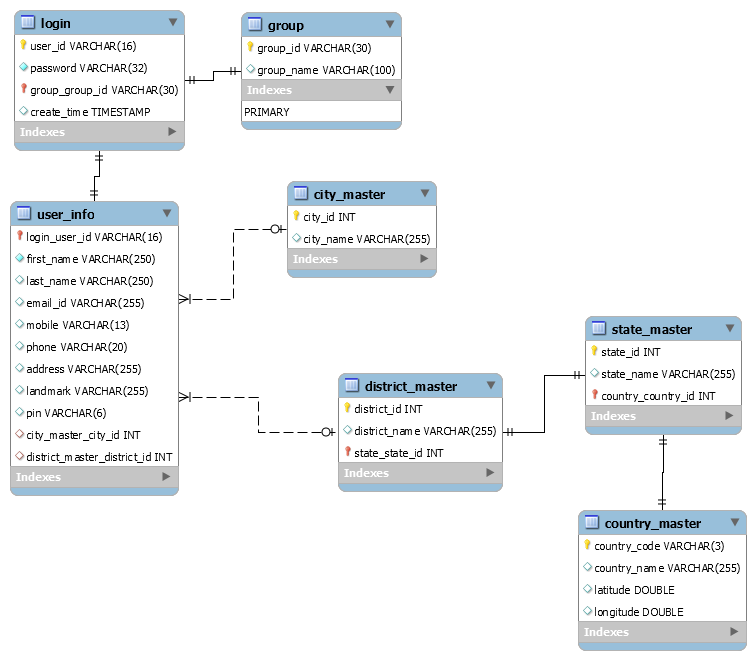 login
user_id VARCHAR(16)
password VARCHAR(32)
group_group_id VARCHAR(30)
create_time TIMESTAMP
Indexes
group
group_id VARCHAR(30)
group_name VARCHAR(100)
Indexes
PRIMARY
user_info
login_user_id VARCHAR(16)
first_name VARCHAR(250)
last_name VARCHAR(250)
email_id VARCHAR(255)
mobile VARCHAR(13)
phone VARCHAR(20)
address VARCHAR(255)
landmark VARCHAR(255)
pin VARCHAR(6)
city_master_city_id INT
district_master_district_id INT
Indexes
city_master
city_id INT
city_name VARCHAR(255)
Indexes
district_master
district_id INT
district_name VARCHAR(255)
state_state_id INT
Indexes
state_master
state_id INT
state_name VARCHAR(255)
country_country_id INT
Indexes
country_master
country_code VARCHAR(3)
country_name VARCHAR(255)
latitude DOUBLE
longitude DOUBLE
Indexes